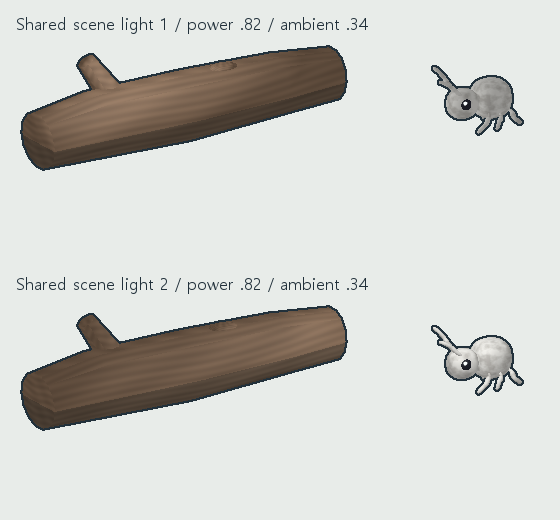 Shared scene light 1 / power .82 / ambient .34
Shared scene light 2 / power .82 / ambient .34